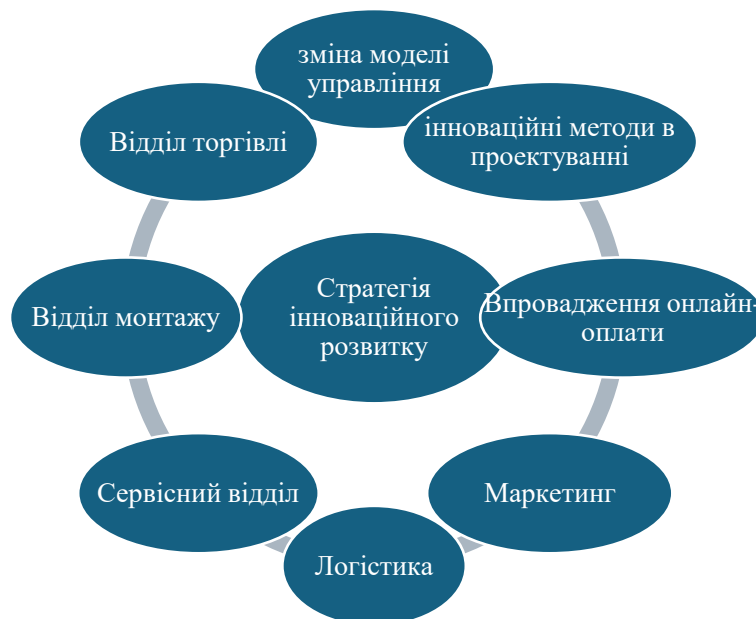 зміна моделі
управління
інноваційні методи в
проектуванні
Впровадження онлайн-
оплати
Маркетинг
Логістика
Сервісний відділ
Відділ монтажу
Відділ торгівлі
Стратегія
інноваційного
розвитку